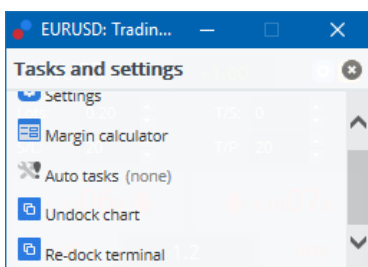 EURUSD: Tradin...
Tasks and settings
Settings
Margin calculator
Auto tasks (none)
Undock chart
Re-dock terminal